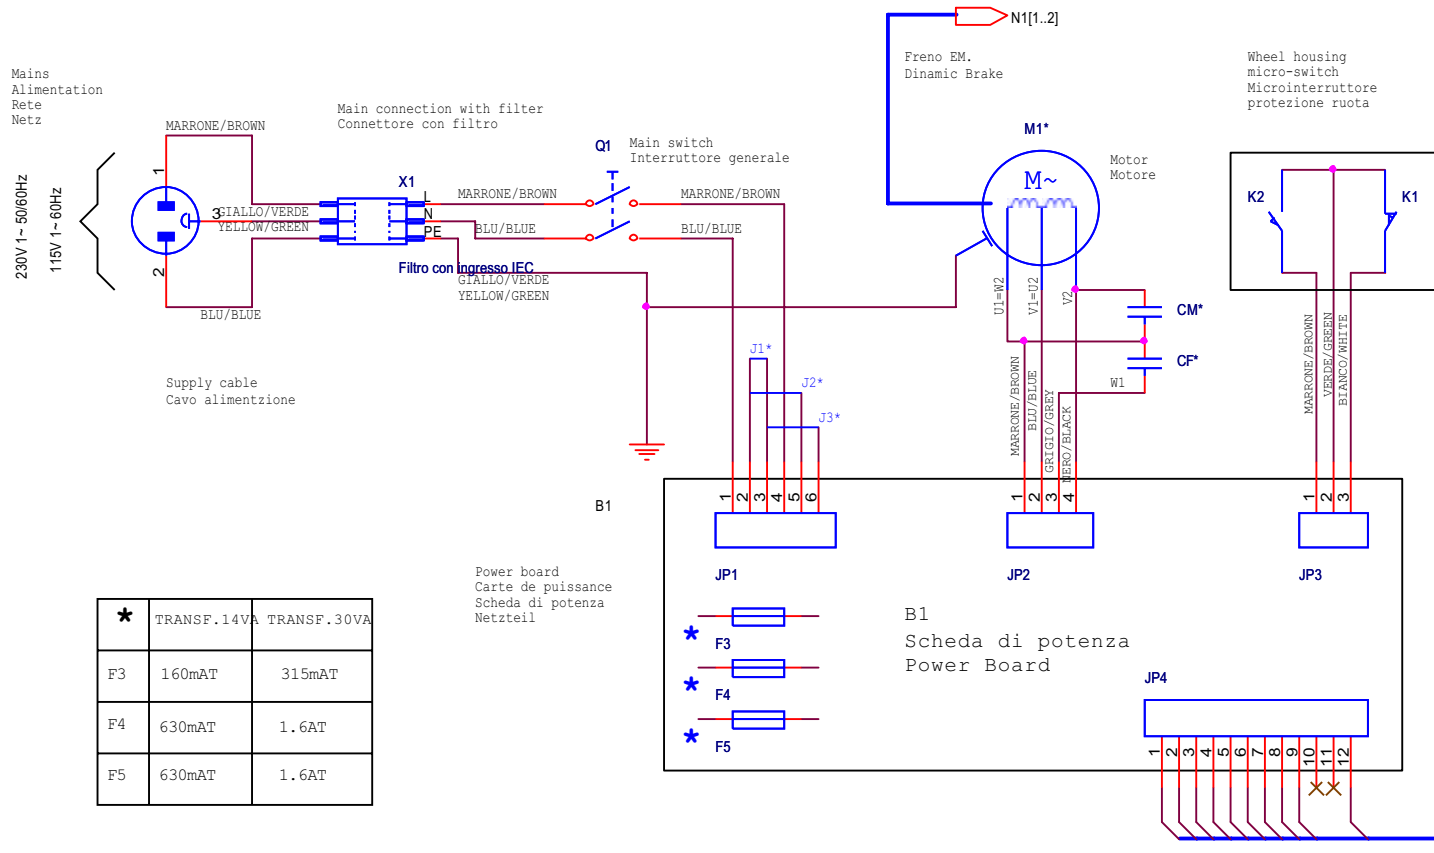 N1[1..2]
Freno EM.
Dinamic Brake
Wheel housing
micro-switch
Microinterruttore
protezione ruota
Mains
Alimentation
Rete
Netz
Main connection with filter
Connettore con filtro
MARRONE/BROWN
M1*
Q1
Main switch
Interruttore generale
Motor
Motore
230V 1~ 50/60Hz
115V 1~ 60Hz
1
X1
M~
L
MARRONE/BROWN
MARRONE/BROWN
K2
K1
3
GIALLO/VERDE
YELLOW/GREEN
N
PE
BLU/BLUE
BLU/BLUE
2
Filtro con ingresso IEC
GIALLO/VERDE
YELLOW/GREEN
BLU/BLUE
U1=W2
V1=U2
V2
CM*
CF*
W1
J1*
J2*
J3*
MARRONE/BROWN
BLU/BLUE
GRIGIO/GREY
NERO/BLACK
MARRONE/BROWN
VERDE/GREEN
BIANCO/WHITE
Supply cable
Cavo alimentzione
B1
1
2
3
4
5
6
1
2
3
4
1
2
3
JP1
JP2
JP3
Power board
Carte de puissance
Scheda di potenza
Netzteil
B1
Scheda di potenza
Power Board
* F3
* F4
* F5
JP4
1
2
3
4
5
6
7
8
9
10
11
12
* TRANSF.14VA TRANSF.30VA
F3 160mAT 315mAT
F4 630mAT 1.6AT
F5 630mAT 1.6AT